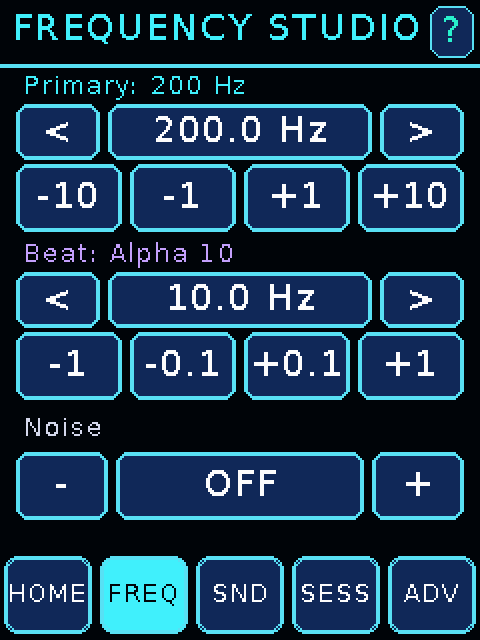 FREQUENCY STUDIO ?
Primary: 200 Hz
< 200.0 Hz >
-10 -1 +1 +10
Beat: Alpha 10
< 10.0 Hz >
-1 -0.1 +0.1 +1
Noise
- OFF +
HOME FREQ SND SESS ADV